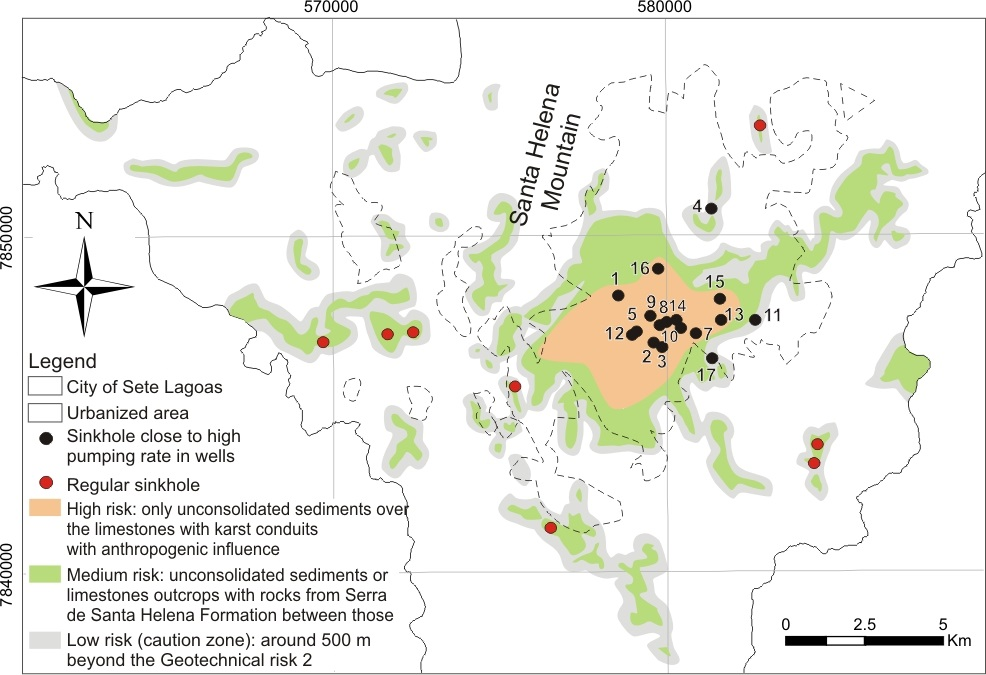 570000 580000
Santa Helena
Mountain
N
7850000
7840000
4
16
1
15
9 8 14
5
13 11
12
10 7
2 3
17
Legend
City of Sete Lagoas
Urbanized area
Sinkhole close to high
pumping rate in wells
Regular sinkhole
High risk: only unconsolidated sediments over
the limestones with karst conduits
with anthropogenic influence
Medium risk: unconsolidated sediments or
limestones outcrops with rocks from Serra
de Santa Helena Formation between those
Low risk (caution zone): around 500 m
beyond the Geotechnical risk 2
0 2.5 5
Km